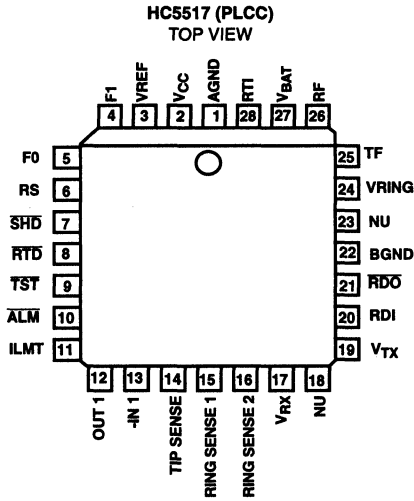 HC5517 (PLCC)
TOP VIEW
F1
VREF
VCC
AGND
RTI
VBAT
RF
4
3
2
1
28
27
26
F0 5
25 TF
RS 6
24 VRING
SHD 7
23 NU
RTD 8
22 BGND
TST 9
21 RDO
ALM 10
20 RDI
ILMT 11
19 VTX
12
13
14
15
16
17
18
OUT 1
-IN 1
TIP SENSE
RING SENSE 1
RING SENSE 2
VRX
NU